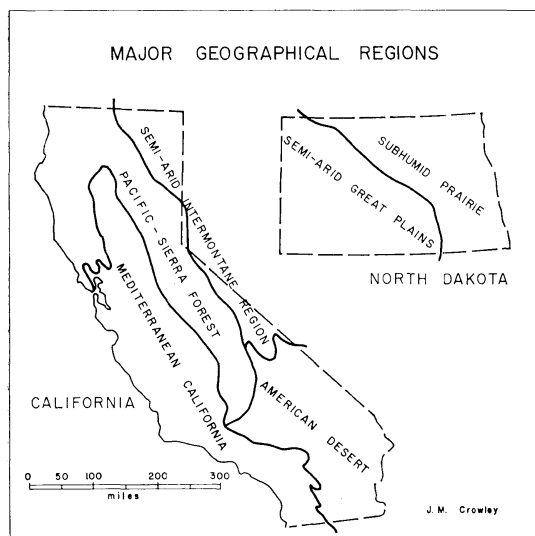 MAJOR GEOGRAPHICAL REGIONS
SEMI-ARID INTERMONTANE REGION
PACIFIC-SIERRA FOREST
MEDITERRANEAN CALIFORNIA
AMERICAN DESERT
CALIFORNIA
SUBHUMID PRAIRIE
SEMI-ARID GREAT PLAINS
NORTH DAKOTA
0 50 100 200 300
miles
J. M. Crowley